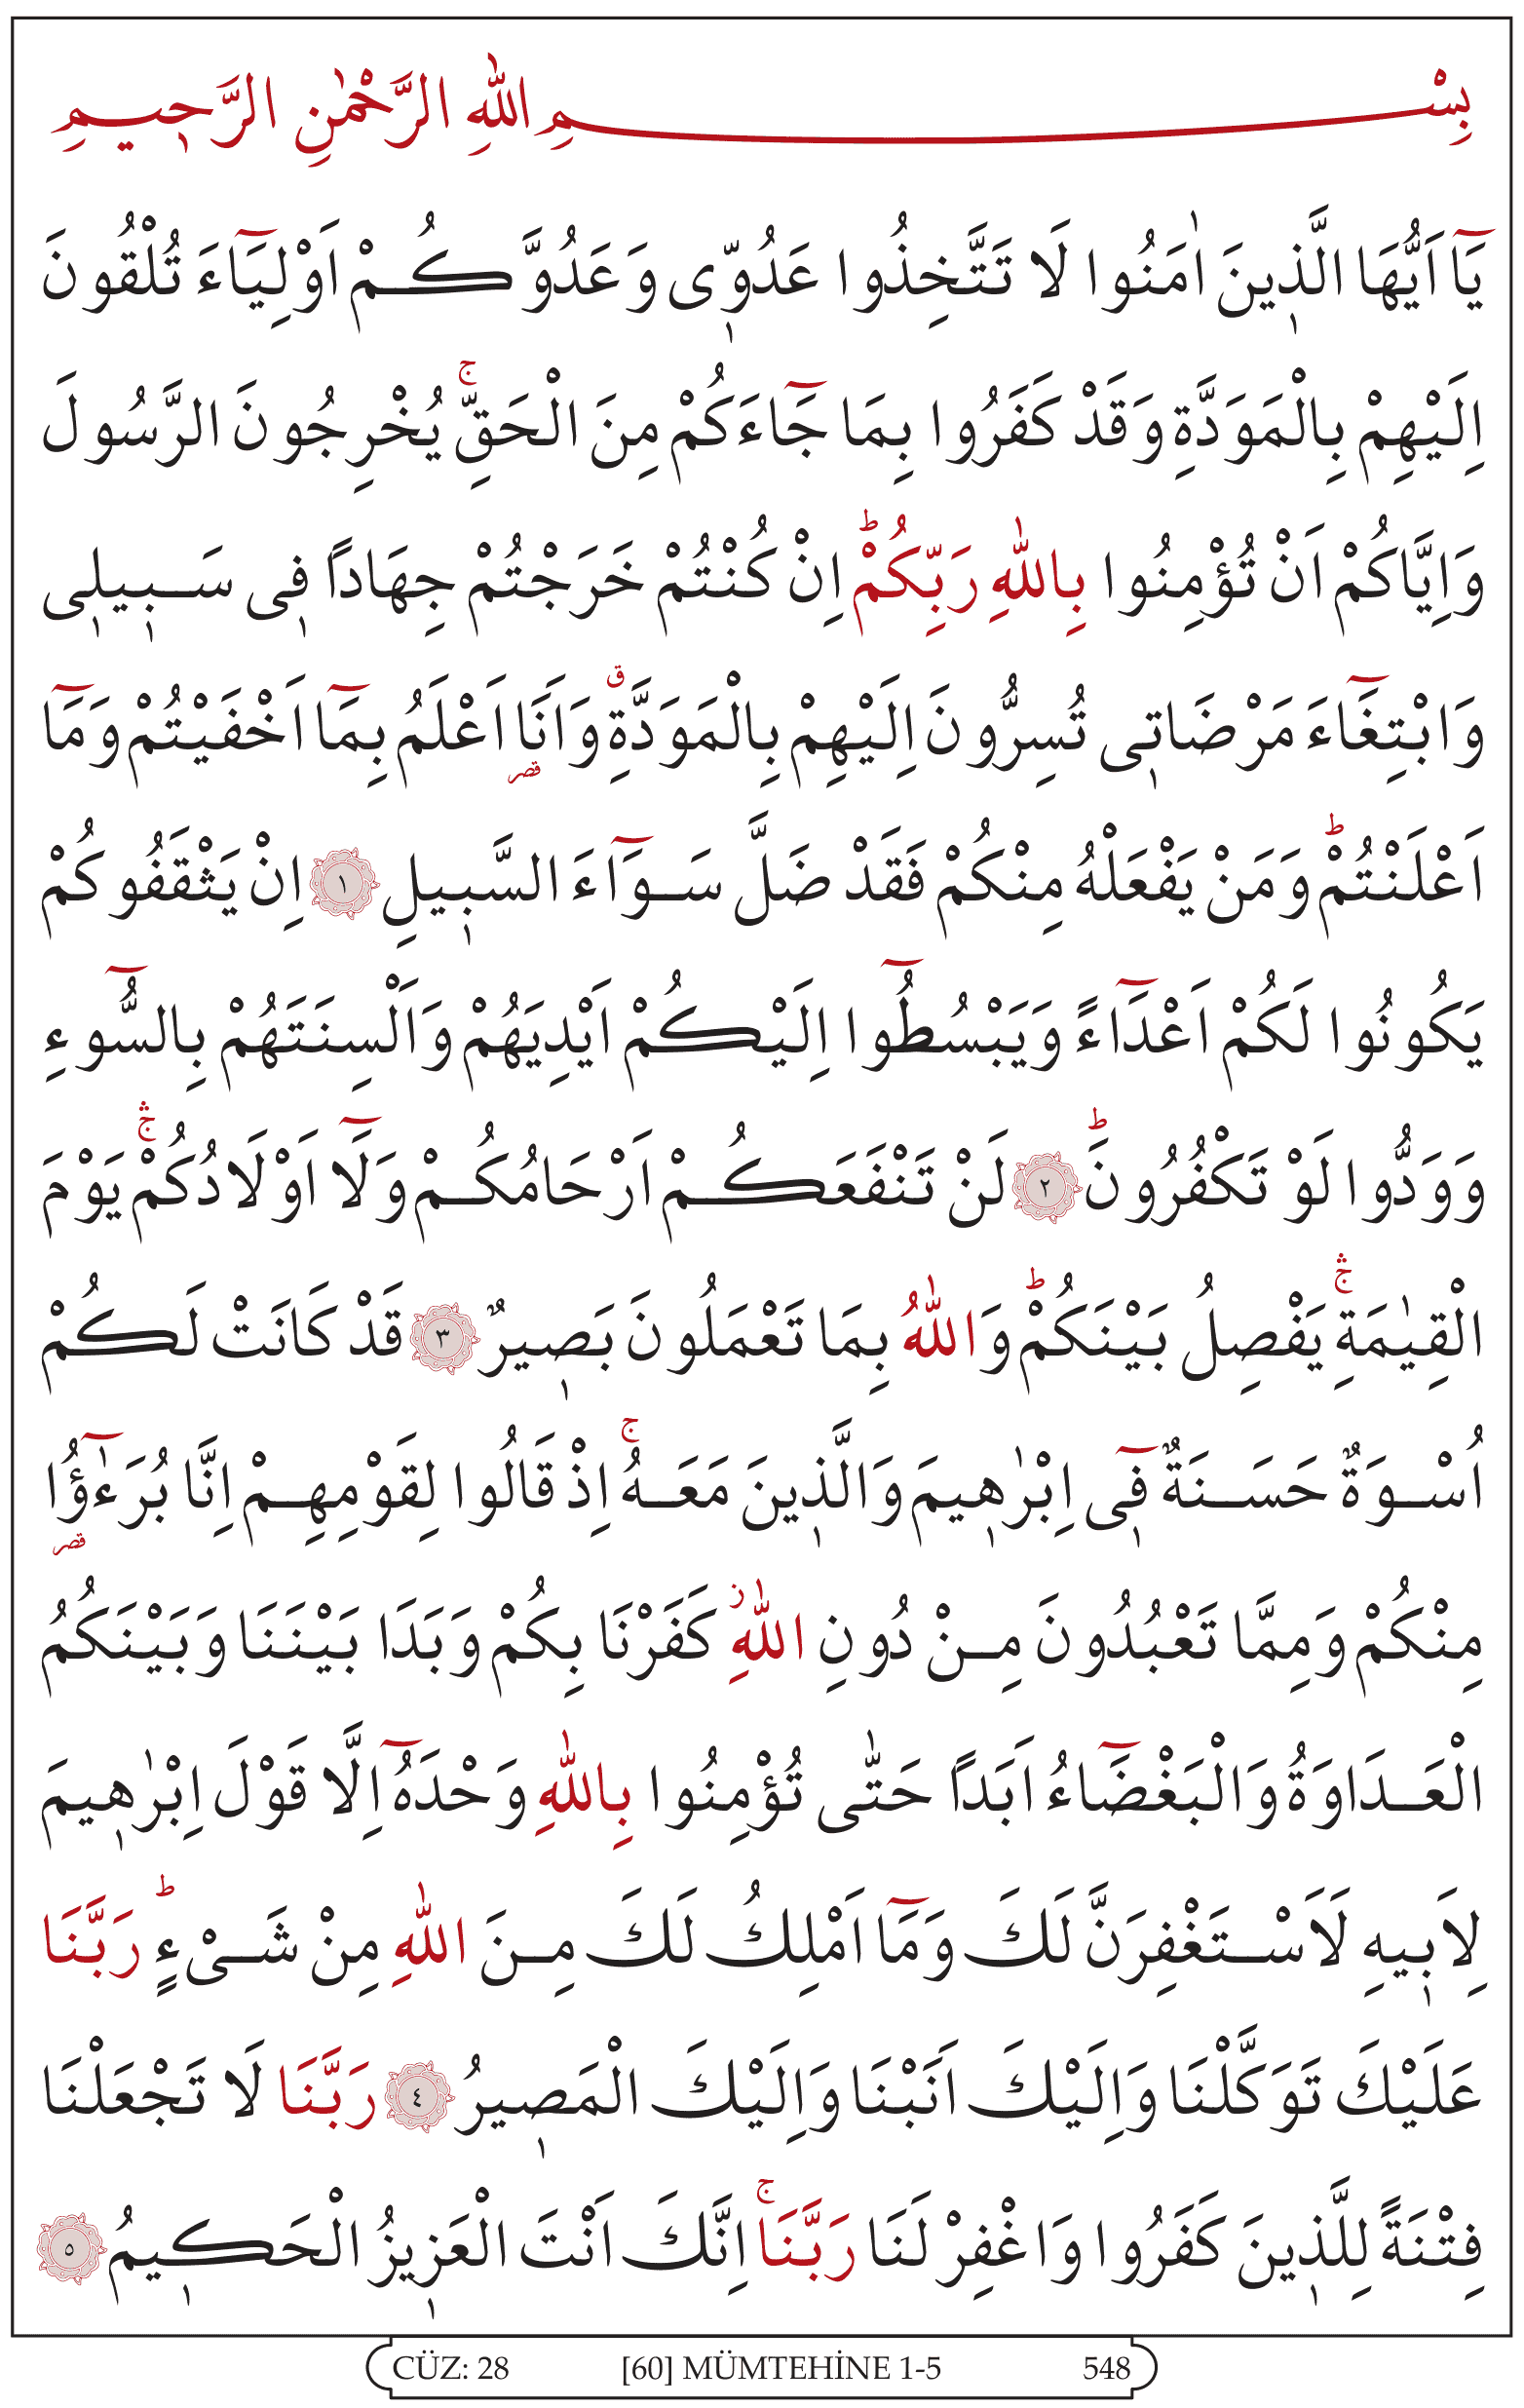 بِسْمِ اللّٰهِ الرَّحْمٰنِ الرَّح۪يمِ
يَٓا اَيُّهَا الَّذ۪ينَ اٰمَنُوا لَا تَتَّخِذُوا عَدُوّ۪ى وَعَدُوَّكُمْ اَوْلِيَٓاءَ تُلْقُونَ
اِلَيْهِمْ بِالْمَوَدَّةِ وَقَدْ كَفَرُوا بِمَا جَٓاءَكُمْ مِنَ الْحَقِّۚ يُخْرِجُونَ الرَّسُولَ
وَاِيَّاكُمْ اَنْ تُؤْمِنُوا بِاللّٰهِ رَبِّكُمْؕ اِنْ كُنْتُمْ خَرَجْتُمْ جِهَادًا ف۪ى سَب۪يل۪ى
وَابْتِغَٓاءَ مَرْضَات۪ى تُسِرُّونَ اِلَيْهِمْ بِالْمَوَدَّةِۗ وَاَنَا۬ اَعْلَمُ بِمَٓا اَخْفَيْتُمْ وَمَٓا
اَعْلَنْتُمْؕ وَمَنْ يَفْعَلْهُ مِنْكُمْ فَقَدْ ضَلَّ سَوَٓاءَ السَّب۪يلِ ﴿١﴾ اِنْ يَثْقَفُوكُمْ
يَكُونُوا لَكُمْ اَعْدَٓاءً وَيَبْسُطُٓوا اِلَيْكُمْ اَيْدِيَهُمْ وَاَلْسِنَتَهُمْ بِالسُّٓوءِ
وَوَدُّوا لَوْ تَكْفُرُونَؕ ﴿٢﴾ لَنْ تَنْفَعَكُمْ اَرْحَامُكُمْ وَلَٓا اَوْلَادُكُمْۛۚ يَوْمَ
الْقِيٰمَةِۛۚ يَفْصِلُ بَيْنَكُمْؕ وَاللّٰهُ بِمَا تَعْمَلُونَ بَص۪يرٌ ﴿٣﴾ قَدْ كَانَتْ لَكُمْ
اُسْوَةٌ حَسَنَةٌ ف۪ٓى اِبْرٰه۪يمَ وَالَّذ۪ينَ مَعَهُۚ اِذْ قَالُوا لِقَوْمِهِمْ اِنَّا بُرَءٰٓؤُ۬ا
مِنْكُمْ وَمِمَّا تَعْبُدُونَ مِنْ دُونِ اللّٰهِؗ كَفَرْنَا بِكُمْ وَبَدَا بَيْنَنَا وَبَيْنَكُمُ
الْعَدَاوَةُ وَالْبَغْضَٓاءُ اَبَدًا حَتّٰى تُؤْمِنُوا بِاللّٰهِ وَحْدَهُٓ اِلَّا قَوْلَ اِبْرٰه۪يمَ
لِاَب۪يهِ لَاَسْتَغْفِرَنَّ لَكَ وَمَٓا اَمْلِكُ لَكَ مِنَ اللّٰهِ مِنْ شَىْءٍؕ رَبَّنَا
عَلَيْكَ تَوَكَّلْنَا وَاِلَيْكَ اَنَبْنَا وَاِلَيْكَ الْمَص۪يرُ ﴿٤﴾ رَبَّنَا لَا تَجْعَلْنَا
فِتْنَةً لِلَّذ۪ينَ كَفَرُوا وَاغْفِرْ لَنَا رَبَّنَاۚ اِنَّكَ اَنْتَ الْعَز۪يزُ الْحَك۪يمُ ﴿٥﴾
CÜZ: 28 [60] MÜMTEHİNE 1-5 548